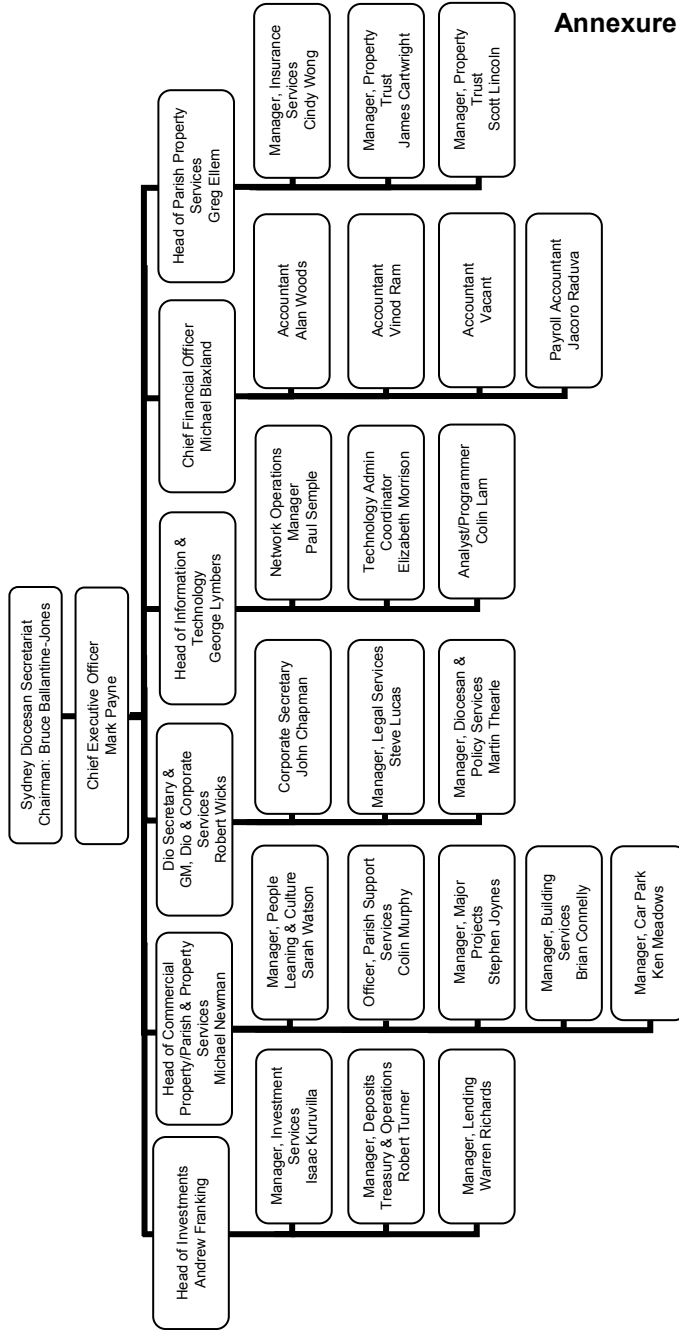 Annexure
Sydney Diocesan Secretariat
Chairman: Bruce Ballantine-Jones
Chief Executive Officer
Mark Payne
Head of Investments
Andrew Franking
Manager, Investment
Services
Isaac Kuruvilla
Manager, Deposits
Treasury & Operations
Robert Turner
Manager, Lending
Warren Richards
Head of Commercial
Property/Parish & Property
Services
Michael Newman
Manager, People
Leaning & Culture
Sarah Watson
Officer, Parish Support
Services
Colin Murphy
Manager, Major
Projects
Stephen Joynes
Manager, Building
Services
Brian Connelly
Manager, Car Park
Ken Meadows
Dio Secretary &
GM, Dio & Corporate
Services
Robert Wicks
Corporate Secretary
John Chapman
Manager, Legal Services
Steve Lucas
Manager, Diocesan &
Policy Services
Martin Thearle
Head of Information &
Technology
George Lymbers
Network Operations
Manager
Paul Semple
Technology Admin
Coordinator
Elizabeth Morrison
Analyst/Programmer
Colin Lam
Chief Financial Officer
Michael Blaxland
Accountant
Alan Woods
Accountant
Vinod Ram
Accountant
Vacant
Payroll Accountant
Jacoro Raduva
Head of Parish Property
Services
Greg Ellem
Manager, Insurance
Services
Cindy Wong
Manager, Property
Trust
James Cartwright
Manager, Property
Trust
Scott Lincoln